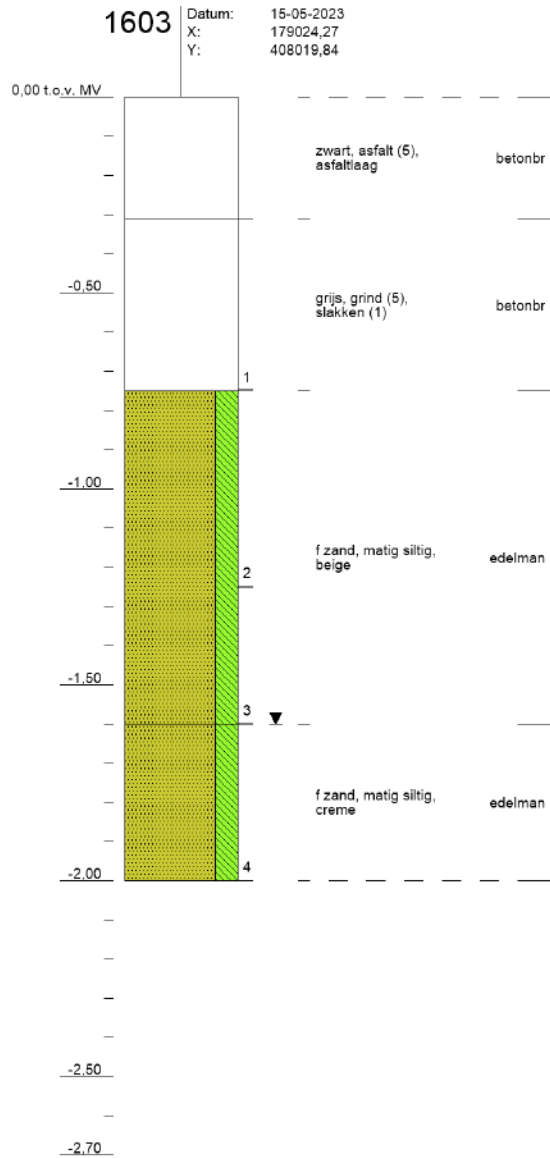 1603
Datum: 15-05-2023
X: 179024,27
Y: 408019,84
0,00 t.o.v. MV
zwart, asfalt (5),
asfaltlaag
betonbr
-0,50
grijs, grind (5),
slakken (1)
betonbr
1
-1,00
f zand, matig siltig,
beige
edelman
2
-1,50
3
f zand, matig siltig,
creme
edelman
4
-2,00
-2,50
-2,70